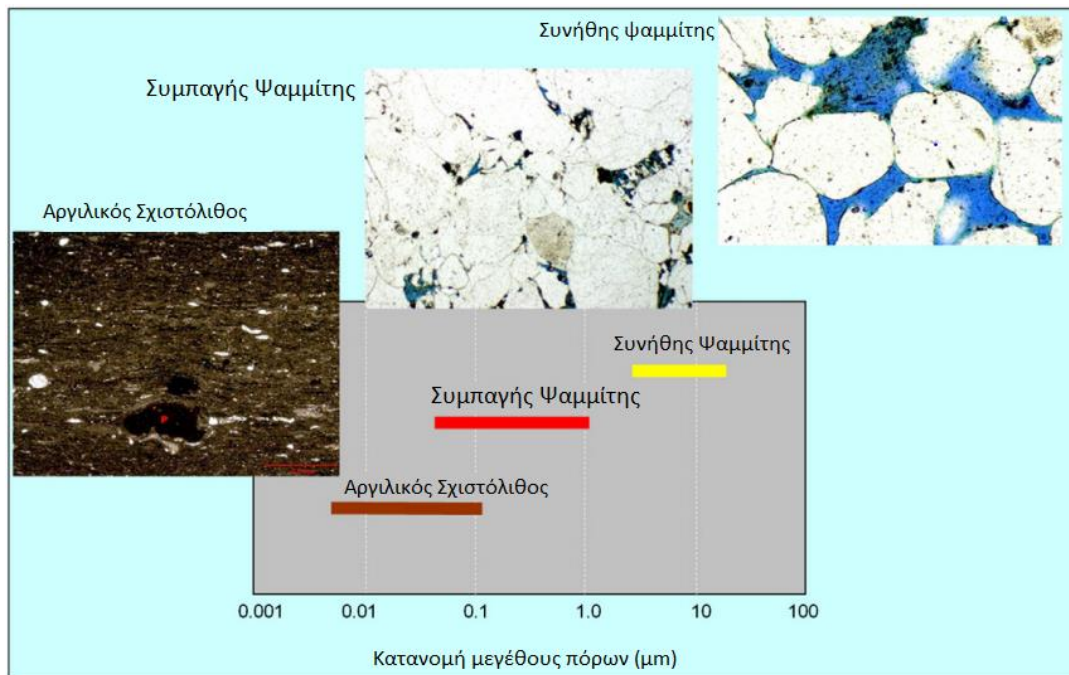 Συνήθης ψαμμίτης
Συμπαγής Ψαμμίτης
Αργιλικός Σχιστόλιθος
Συνήθης Ψαμμίτης
Συμπαγής Ψαμμίτης
Αργιλικός Σχιστόλιθος
0.001 0.01 0.1 1.0 10 100
Κατανομή μεγέθους πόρων (μm)